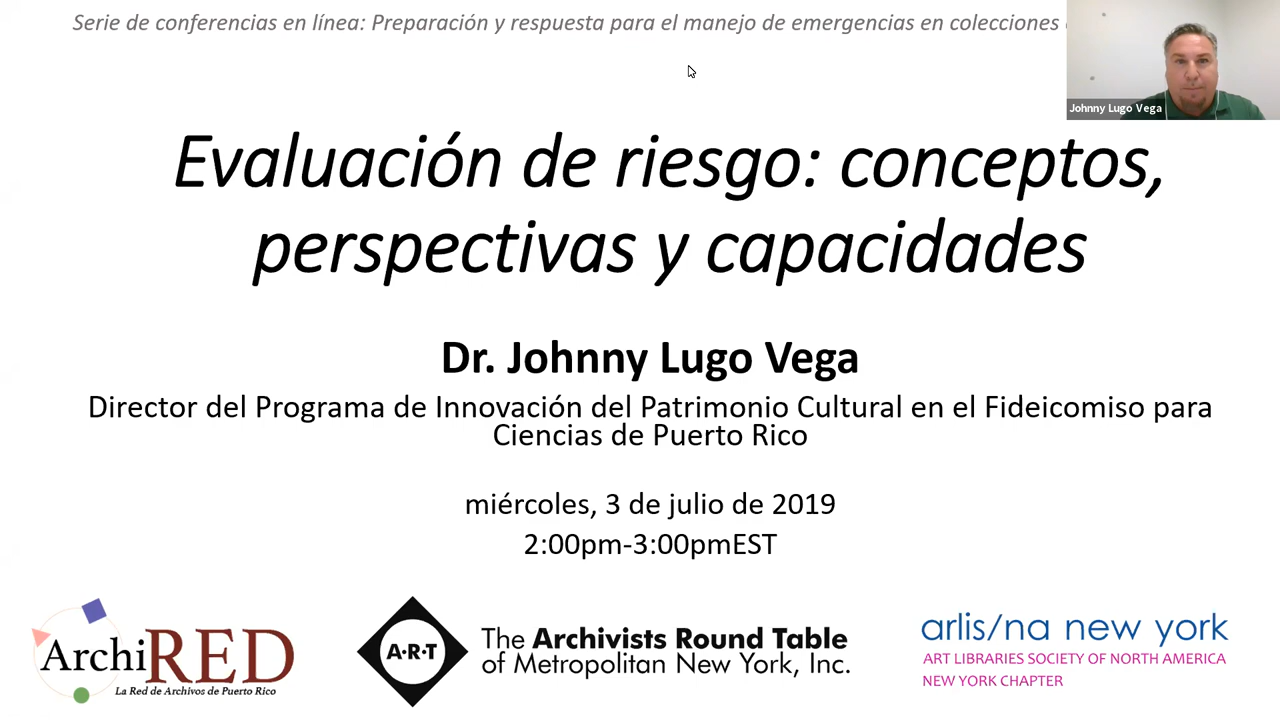 Serie de conferencias en línea: Preparación y respuesta para el manejo de emergencias en colecciones
Johnny Lugo Vega
Evaluación de riesgo: conceptos,
perspectivas y capacidades
Dr. Johnny Lugo Vega
Director del Programa de Innovación del Patrimonio Cultural en el Fideicomiso para
Ciencias de Puerto Rico
miércoles, 3 de julio de 2019
2:00pm-3:00pmEST
ArchiRED
La Red de Archivos de Puerto Rico
A·R·T
The Archivists Round Table
of Metropolitan New York, Inc.
arlis/na new york
ART LIBRARIES SOCIETY OF NORTH AMERICA
NEW YORK CHAPTER